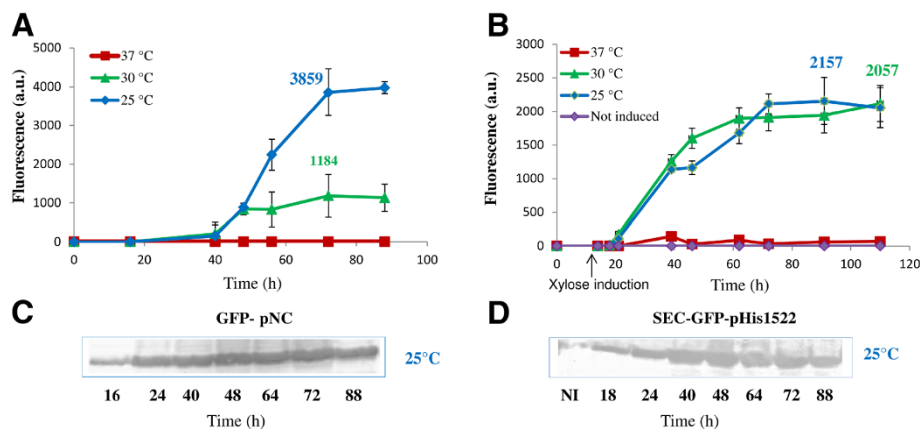 A
5000
4000
3000
2000
1000
0
Fluorescence (a.u.)
37 °C
30 °C
25 °C
3859
1184
0 20 40 60 80 100
Time (h)
B
3000
2500
2000
1500
1000
500
0
Fluorescence (a.u.)
37 °C
30 °C
25 °C
Not induced
2157
2057
0 20 40 60 80 100 120
Time (h)
Xylose induction
C
GFP- pNC
25°C
16 24 40 48 64 72 88
Time (h)
D
SEC-GFP-pHis1522
25°C
NI 18 24 40 48 64 72 88
Time (h)